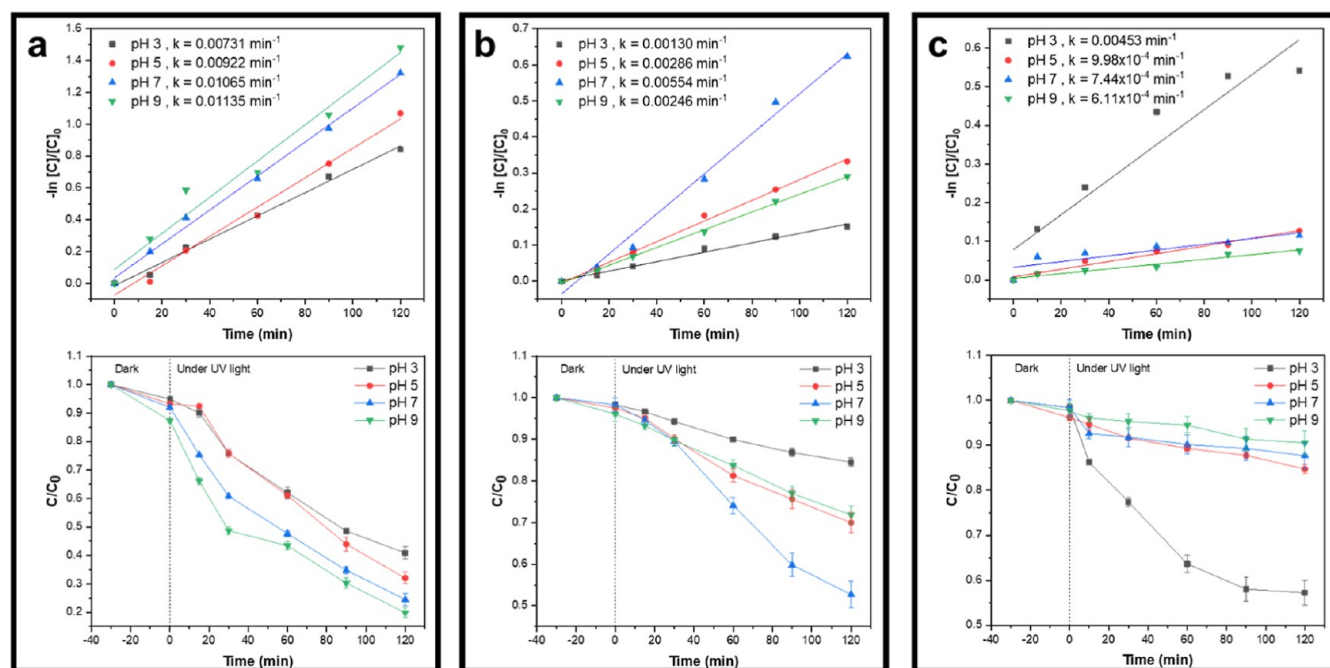 a
pH 3 , k = 0.00731 min⁻¹
pH 5 , k = 0.00922 min⁻¹
pH 7 , k = 0.01065 min⁻¹
pH 9 , k = 0.01135 min⁻¹
-ln [C]/[C]₀
1.6
1.4
1.2
1.0
0.8
0.6
0.4
0.2
0.0
0 20 40 60 80 100 120
Time (min)
Dark
Under UV light
pH 3
pH 5
pH 7
pH 9
C/C₀
1.1
1.0
0.9
0.8
0.7
0.6
0.5
0.4
0.3
0.2
-40 -20 0 20 40 60 80 100 120
Time (min)
b
pH 3 , k = 0.00130 min⁻¹
pH 5 , k = 0.00286 min⁻¹
pH 7 , k = 0.00554 min⁻¹
pH 9 , k = 0.00246 min⁻¹
-ln [C]/[C]₀
0.7
0.6
0.5
0.4
0.3
0.2
0.1
0.0
0 20 40 60 80 100 120
Time (min)
Dark
Under UV light
pH 3
pH 5
pH 7
pH 9
C/C₀
1.1
1.0
0.9
0.8
0.7
0.6
0.5
-40 -20 0 20 40 60 80 100 120
Time (min)
c
pH 3 , k = 0.00453 min⁻¹
pH 5 , k = 9.98x10⁻⁴ min⁻¹
pH 7 , k = 7.44x10⁻⁴ min⁻¹
pH 9 , k = 6.11x10⁻⁴ min⁻¹
-ln [C]/[C]₀
0.6
0.5
0.4
0.3
0.2
0.1
0.0
0 20 40 60 80 100 120
Time (min)
Dark
Under UV light
pH 3
pH 5
pH 7
pH 9
C/C₀
1.1
1.0
0.9
0.8
0.7
0.6
0.5
-40 -20 0 20 40 60 80 100 120
Time (min)